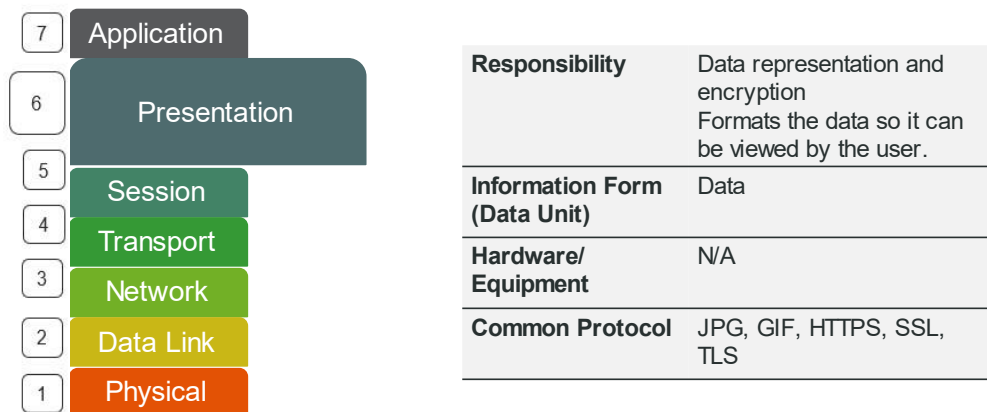 7 Application
6 Presentation
5 Session
4 Transport
3 Network
2 Data Link
1 Physical
Responsibility Data representation and
encryption
Formats the data so it can
be viewed by the user.
Information Form Data
(Data Unit)
Hardware/ N/A
Equipment
Common Protocol JPG, GIF, HTTPS, SSL,
TLS